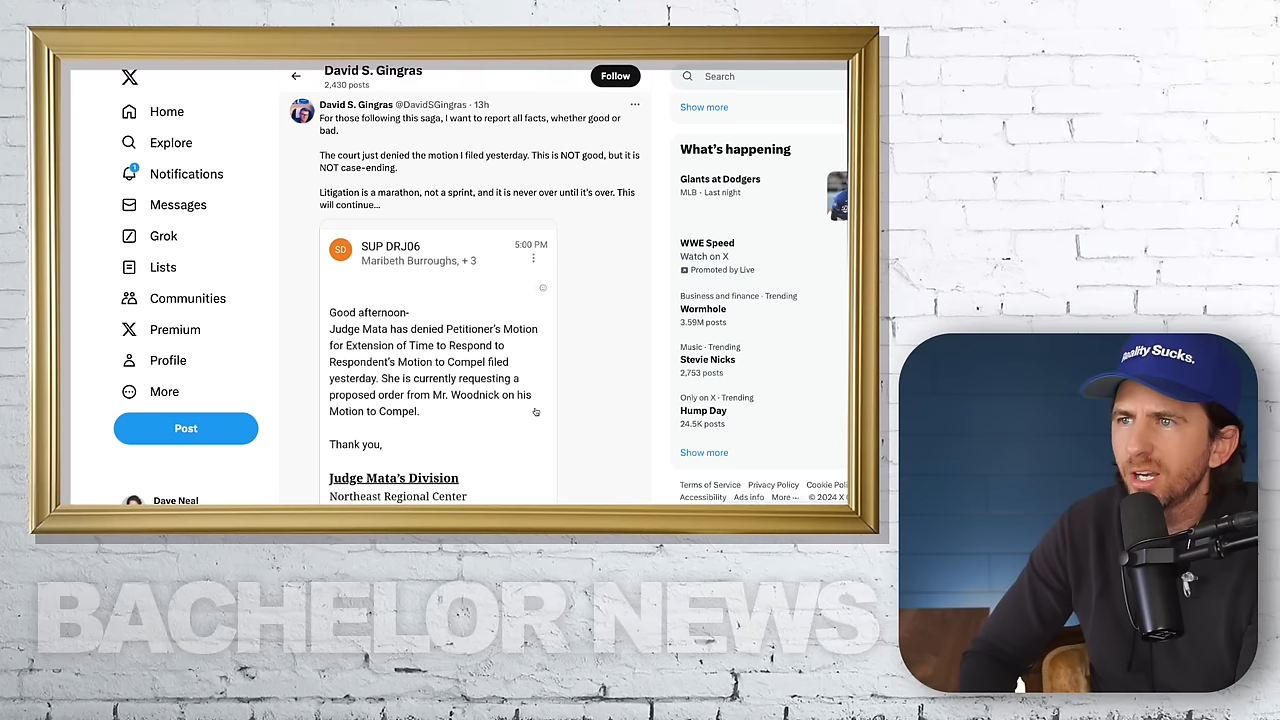 David S. Gingras
2,430 posts
Follow
Search
Home
Explore
1
Notifications
Messages
Grok
Lists
Communities
Premium
Profile
More
Post
Dave Neal
David S. Gingras @DavidSGingras · 13h
For those following this saga, I want to report all facts, whether good or
bad.
The court just denied the motion I filed yesterday. This is NOT good, but it is
NOT case-ending.
Litigation is a marathon, not a sprint, and it is never over until it's over. This
will continue...
SD
SUP DRJ06
5:00 PM
Maribeth Burroughs, + 3
Good afternoon-
Judge Mata has denied Petitioner's Motion
for Extension of Time to Respond to
Respondent's Motion to Compel filed
yesterday. She is currently requesting a
proposed order from Mr. Woodnick on his
Motion to Compel.
Thank you,
Judge Mata's Division
Northeast Regional Center
Show more
What's happening
Giants at Dodgers
MLB · Last night
WWE Speed
Watch on X
Promoted by Live
Business and finance · Trending
Wormhole
3.59M posts
Music · Trending
Stevie Nicks
2,753 posts
Only on X · Trending
Hump Day
24.5K posts
Show more
Terms of Service Privacy Policy Cookie Poli
Accessibility Ads info More ··· © 2024 X
Reality Sucks.
BACHELOR NEWS